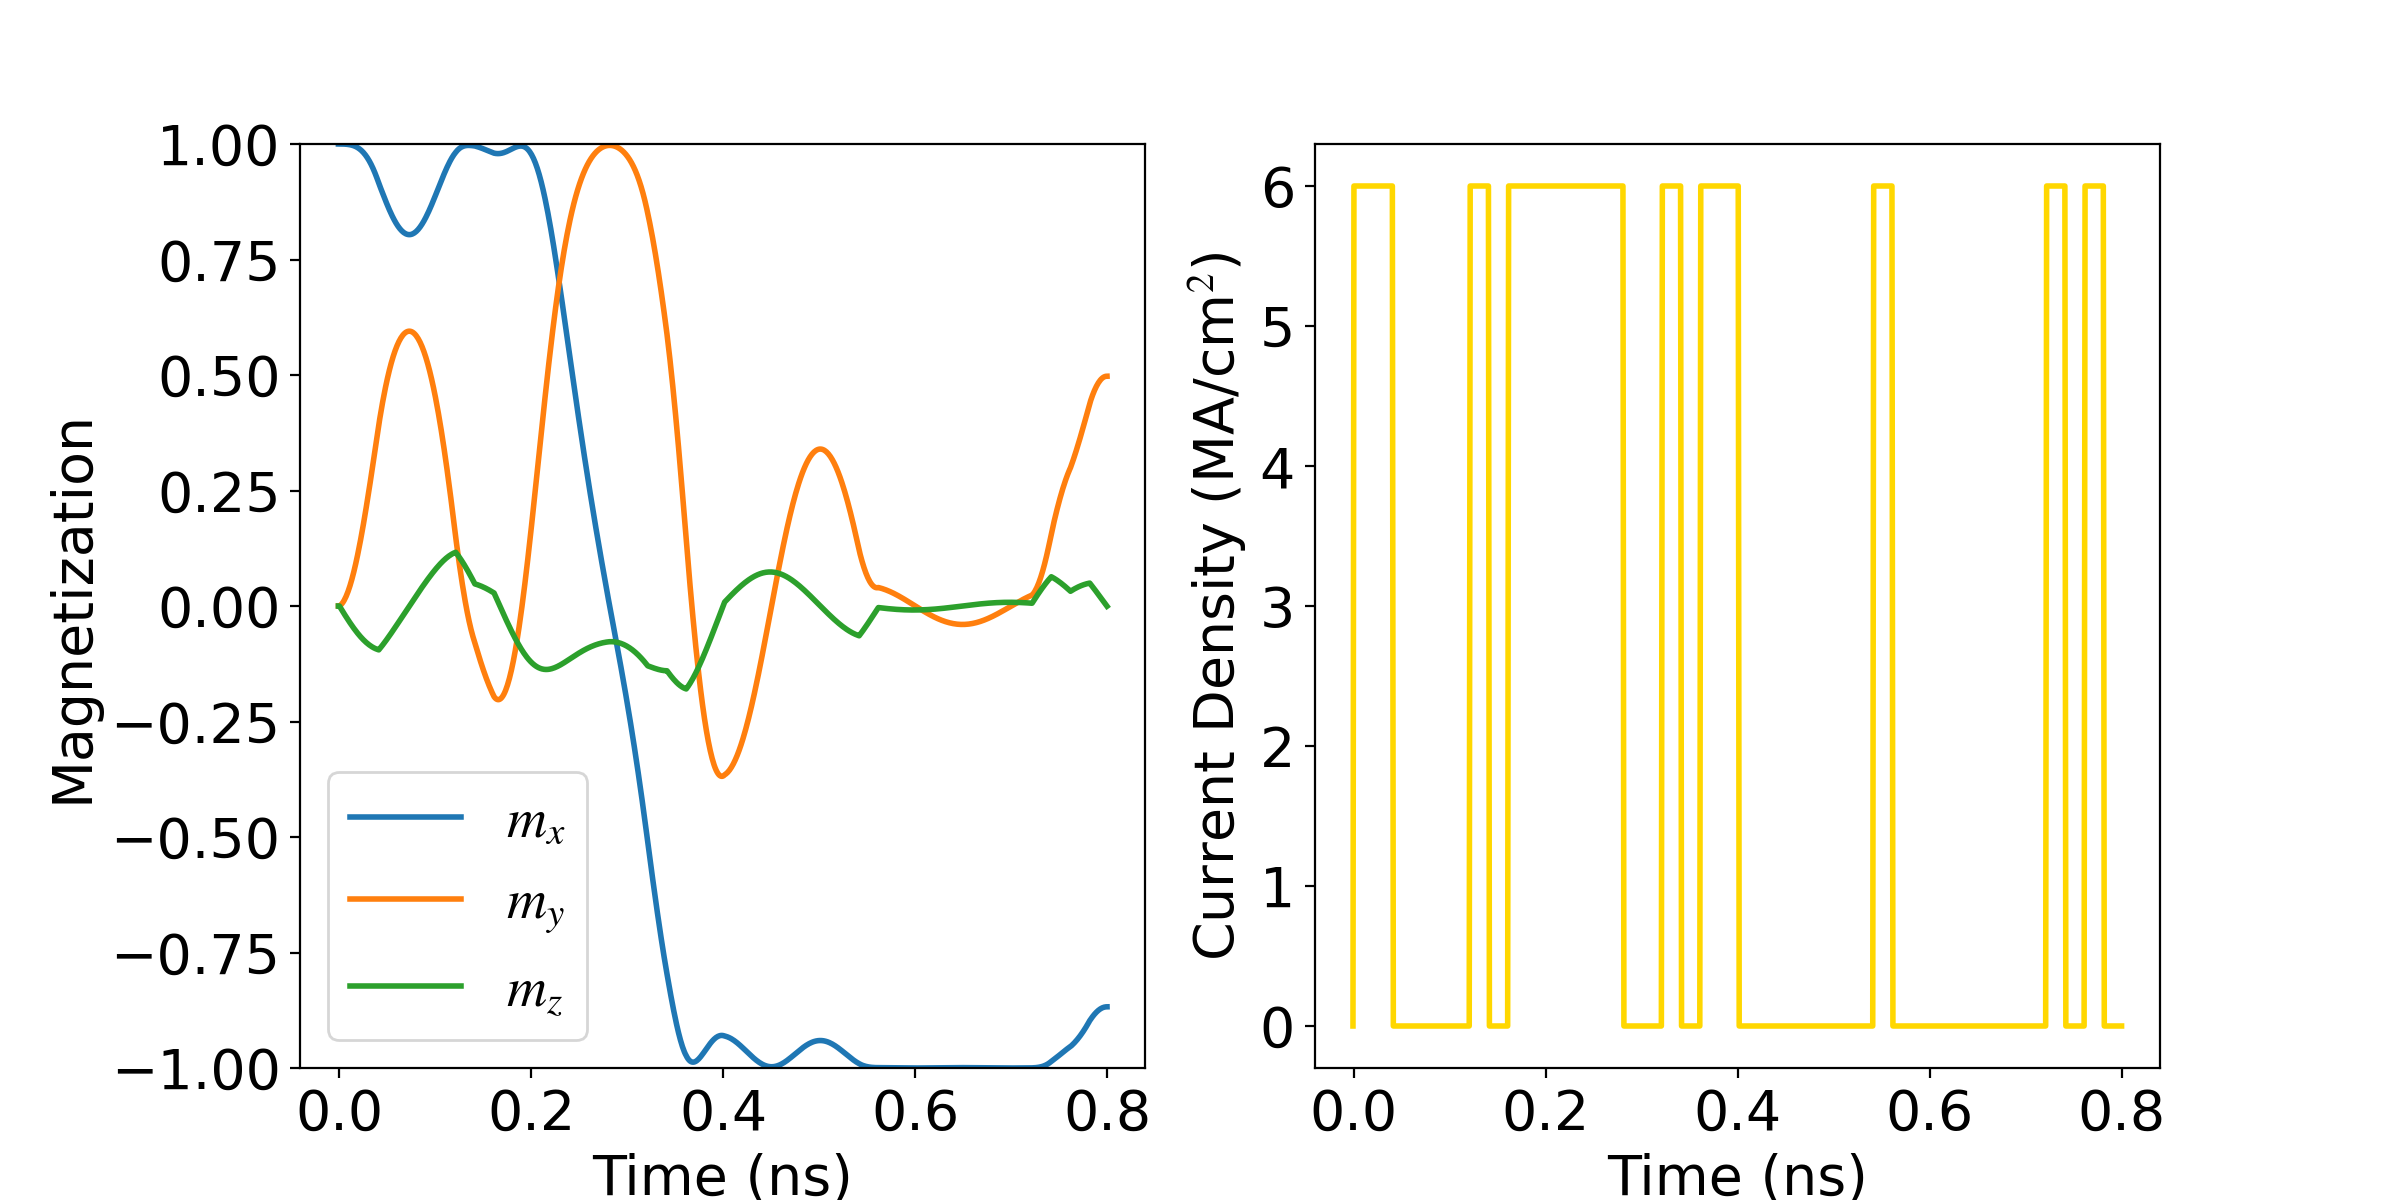 Magnetization
1.00
0.75
0.50
0.25
0.00
−0.25
−0.50
−0.75
−1.00
m_x
m_y
m_z
0.0 0.2 0.4 0.6 0.8
Time (ns)
Current Density (MA/cm²)
6
5
4
3
2
1
0
0.0 0.2 0.4 0.6 0.8
Time (ns)